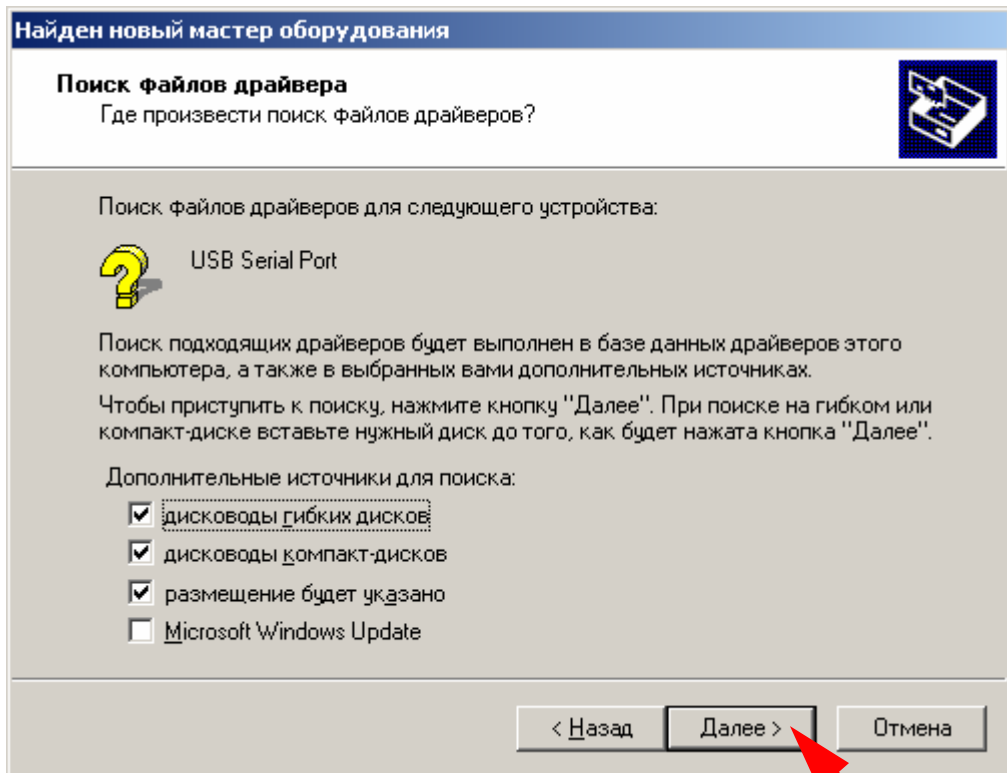 Найден новый мастер оборудования
Поиск файлов драйвера
Где произвести поиск файлов драйверов?
Поиск файлов драйверов для следующего устройства:
USB Serial Port
Поиск подходящих драйверов будет выполнен в базе данных драйверов этого
компьютера, а также в выбранных вами дополнительных источниках.
Чтобы приступить к поиску, нажмите кнопку "Далее". При поиске на гибком или
компакт-диске вставьте нужный диск до того, как будет нажата кнопка "Далее".
Дополнительные источники для поиска:
дисководы гибких дисков
дисководы компакт-дисков
размещение будет указано
Microsoft Windows Update
< Назад Далее > Отмена